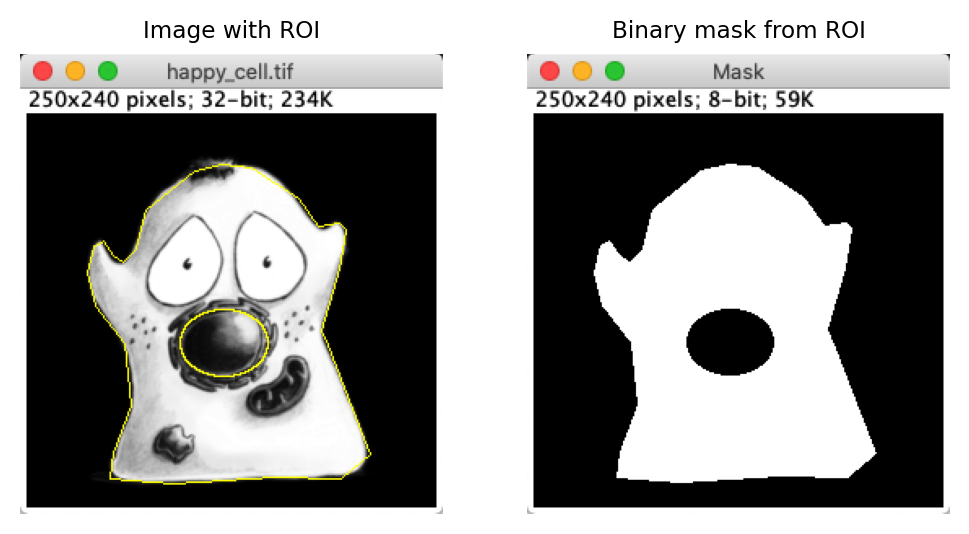 Image with ROI
happy_cell.tif
250x240 pixels; 32-bit; 234K
Binary mask from ROI
Mask
250x240 pixels; 8-bit; 59K